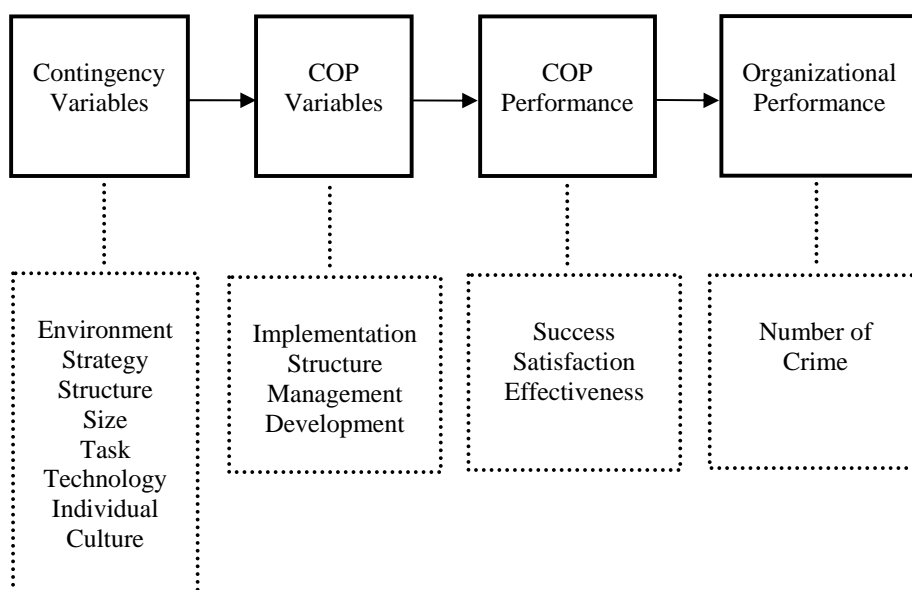 Contingency
Variables
COP
Variables
COP
Performance
Organizational
Performance
Environment
Strategy
Structure
Size
Task
Technology
Individual
Culture
Implementation
Structure
Management
Development
Success
Satisfaction
Effectiveness
Number of
Crime